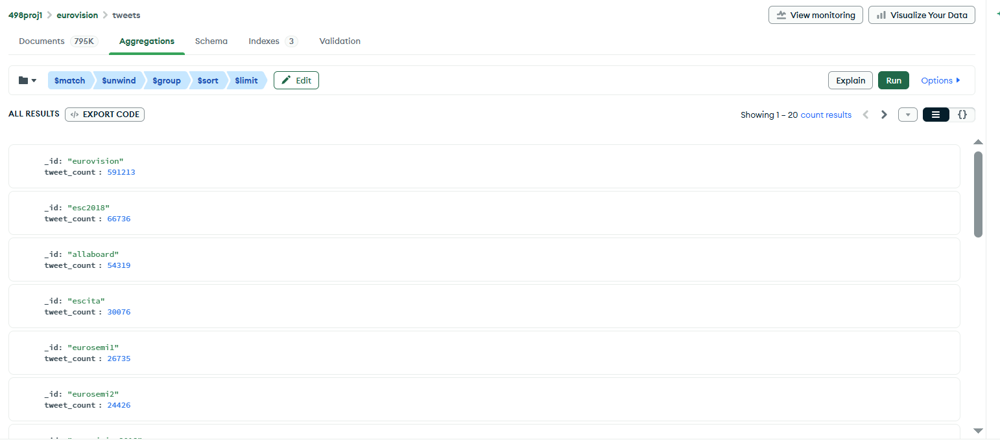 498proj1 > eurovision > tweets
View monitoring
Visualize Your Data
Documents 795K Aggregations Schema Indexes 3 Validation
$match $unwind $group $sort $limit Edit Explain Run Options
ALL RESULTS </> EXPORT CODE Showing 1 – 20 count results {}
_id: "eurovision"
tweet_count : 591213
_id: "esc2018"
tweet_count : 66736
_id: "allaboard"
tweet_count : 54319
_id: "escita"
tweet_count : 30076
_id: "eurosemi1"
tweet_count : 26735
_id: "eurosemi2"
tweet_count : 24426